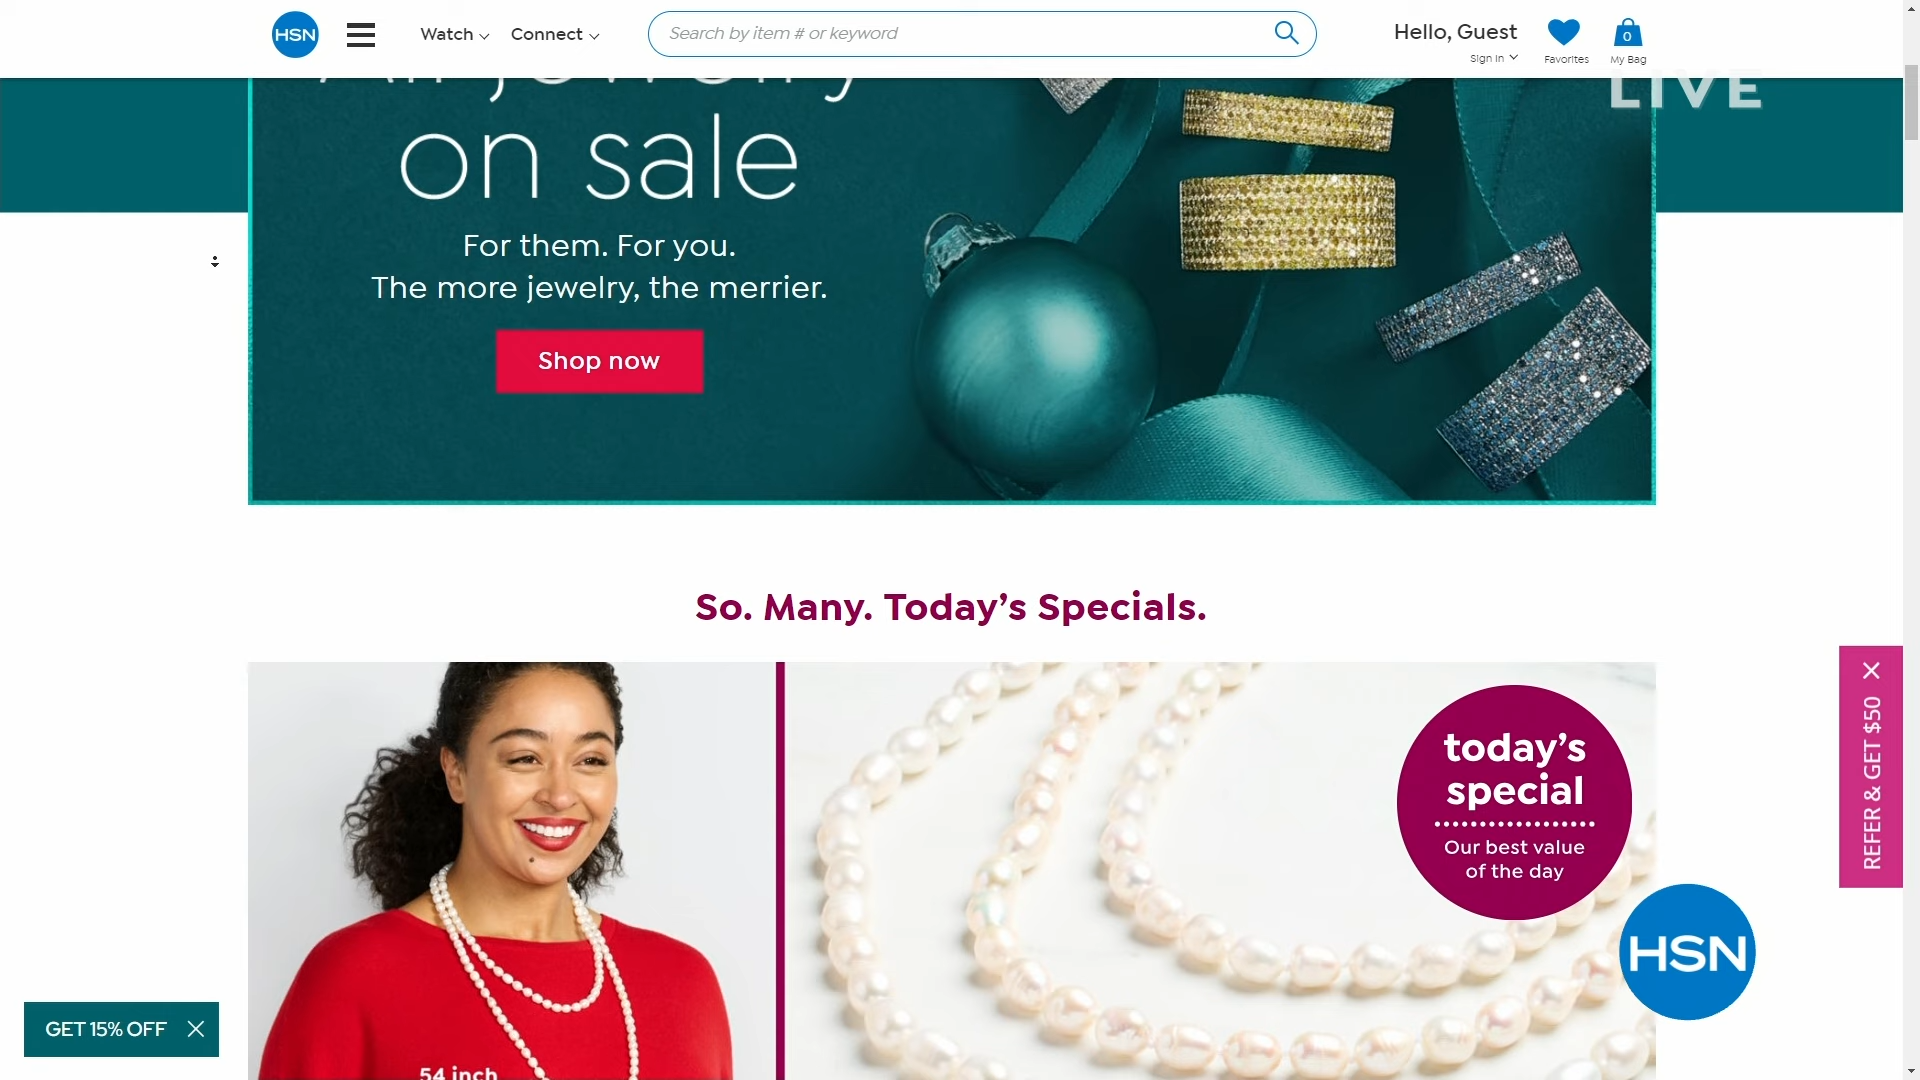 HSN
Watch
Connect
Search by item # or keyword
Hello, Guest
Sign In
Favorites
0
My Bag
LIVE
All jewelry
on sale
For them. For you.
The more jewelry, the merrier.
Shop now
So. Many. Today’s Specials.
today’s
special
Our best value
of the day
REFER & GET $50
HSN
GET 15% OFF
54 inch